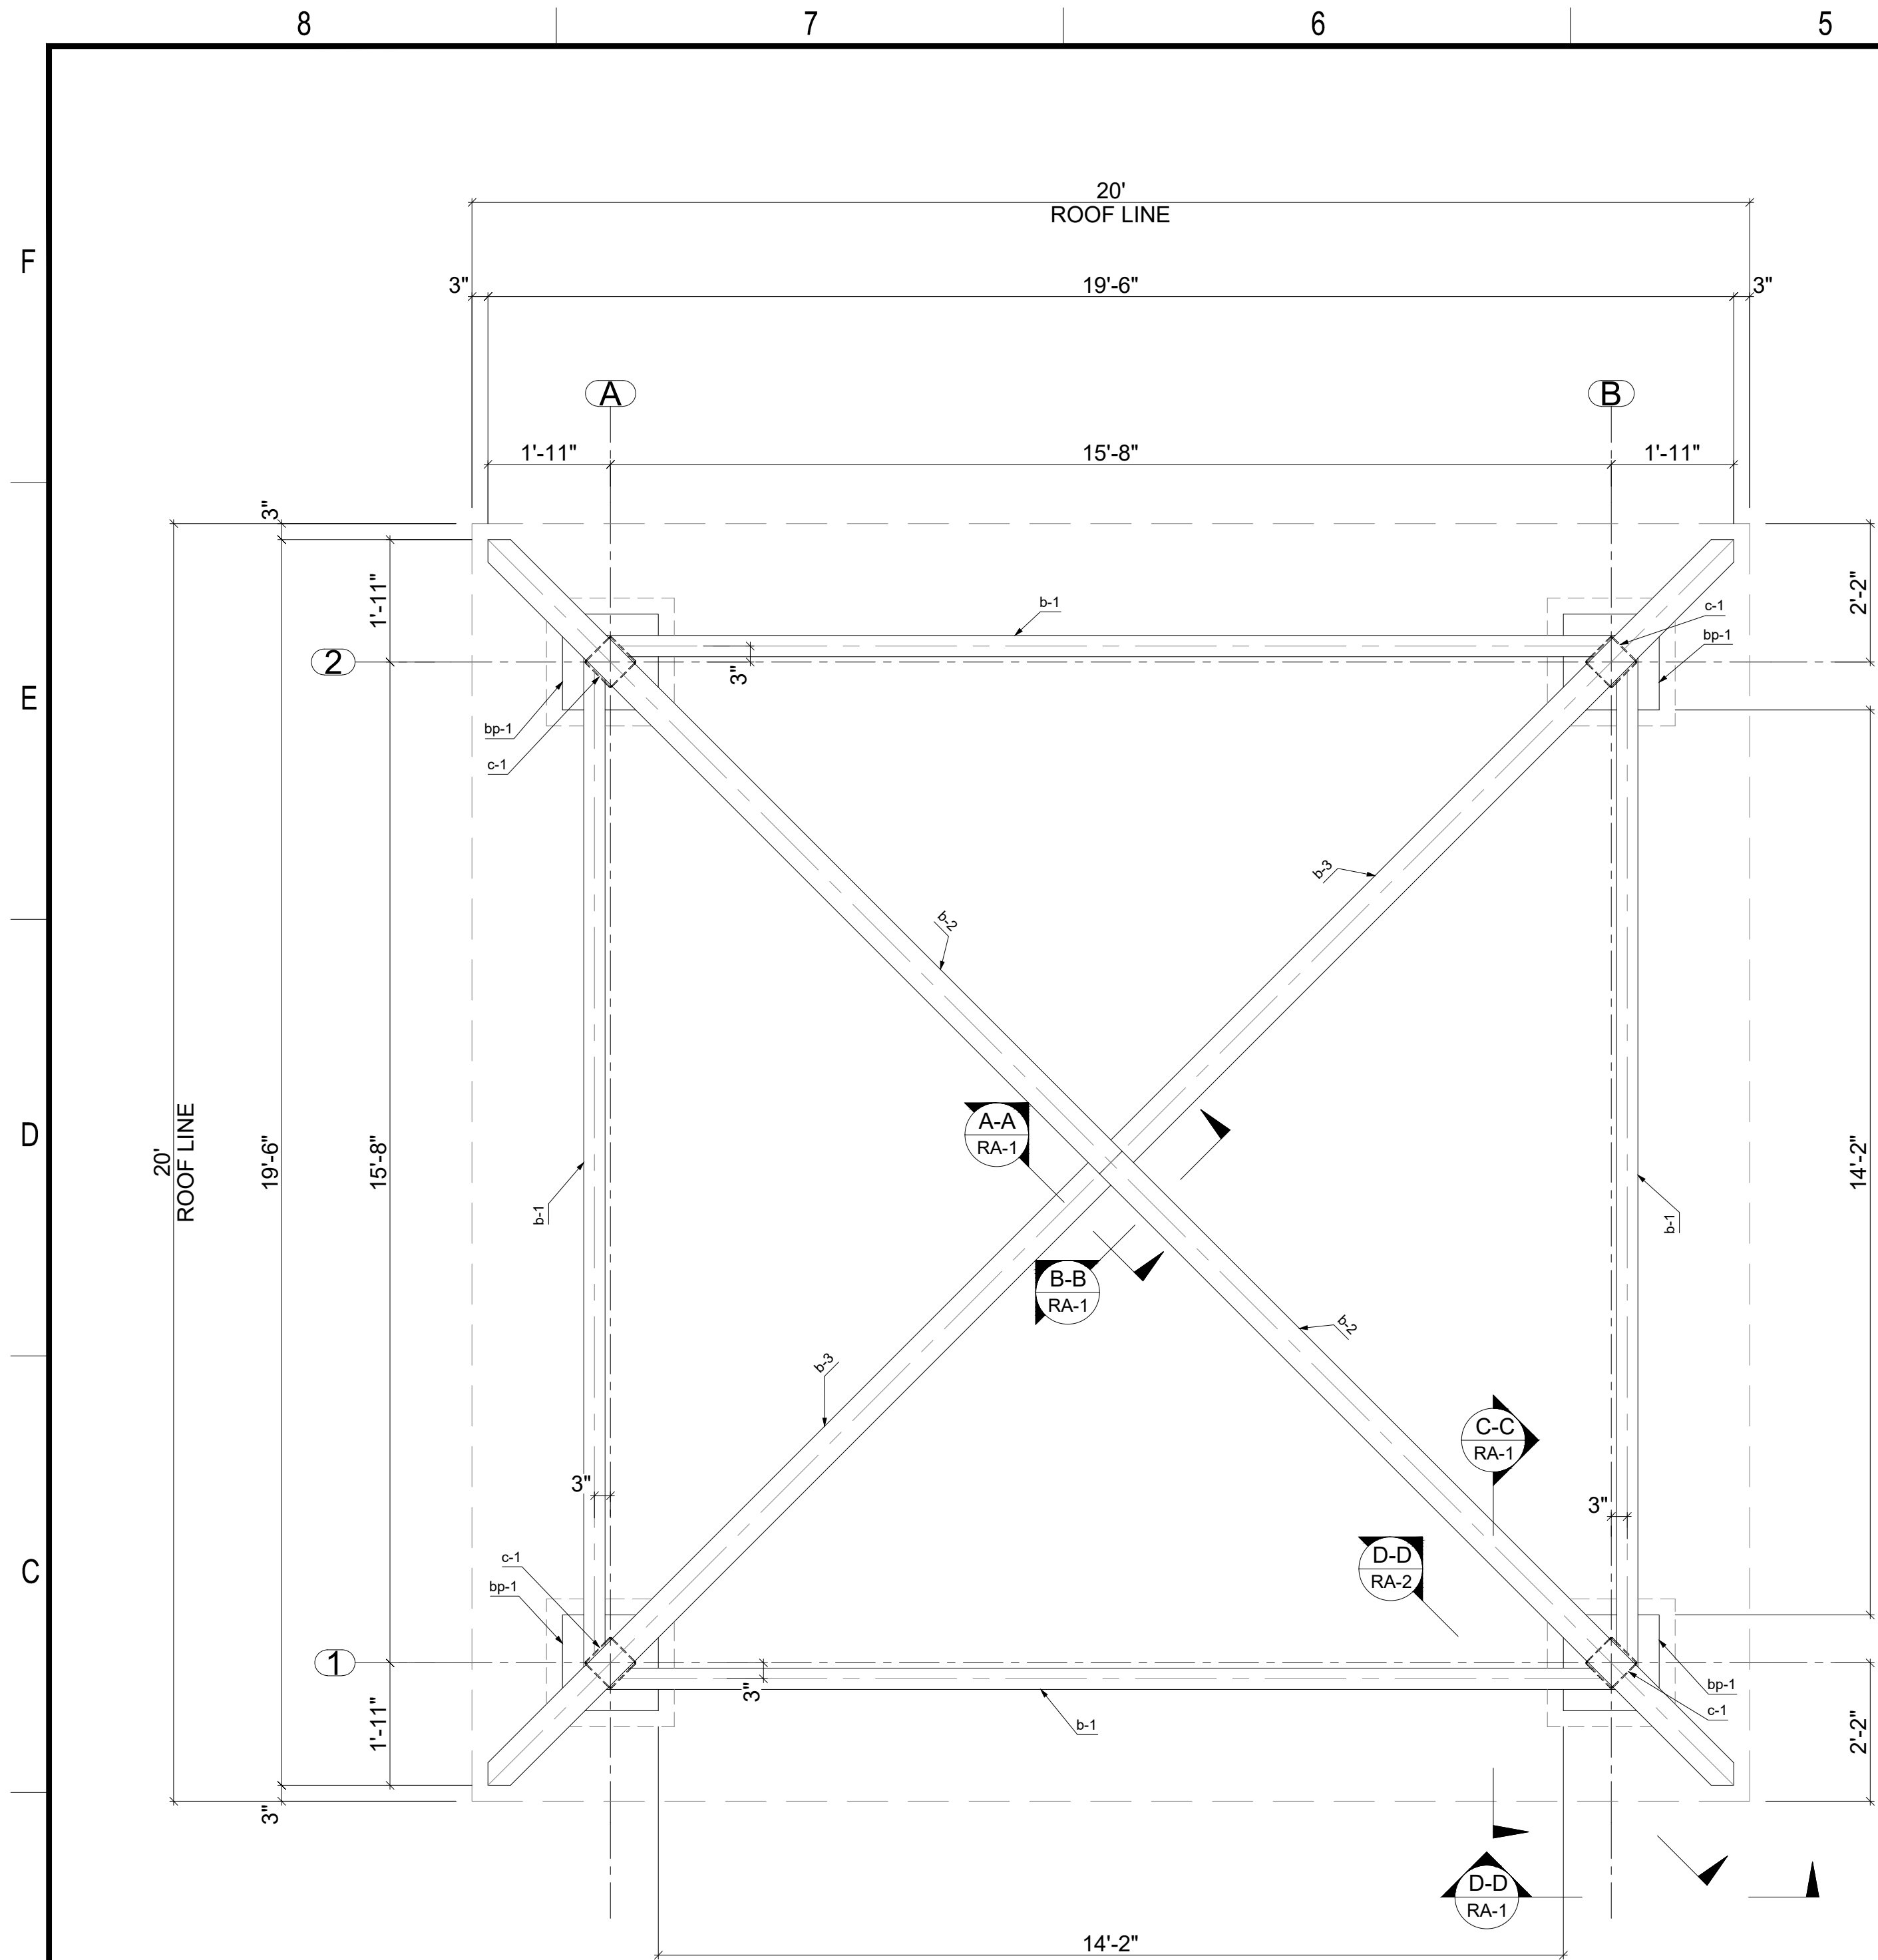 8 7 6 5
20'
ROOF LINE
F
3" 19'-6" 3"
A B
1'-11" 15'-8" 1'-11"
3"
1'-11"
2'-2"
b-1
c-1
bp-1
2
3"
E
bp-1
c-1
b-3
b-2
A-A
RA-1
D
20'
ROOF LINE
19'-6"
15'-8"
14'-2"
b-1
b-1
B-B
RA-1
b-2
b-3
C-C
RA-1
3"
3"
D-D
RA-2
c-1
bp-1
C
1
3"
bp-1
c-1
b-1
1'-11"
2'-2"
3"
D-D
RA-1
14'-2"